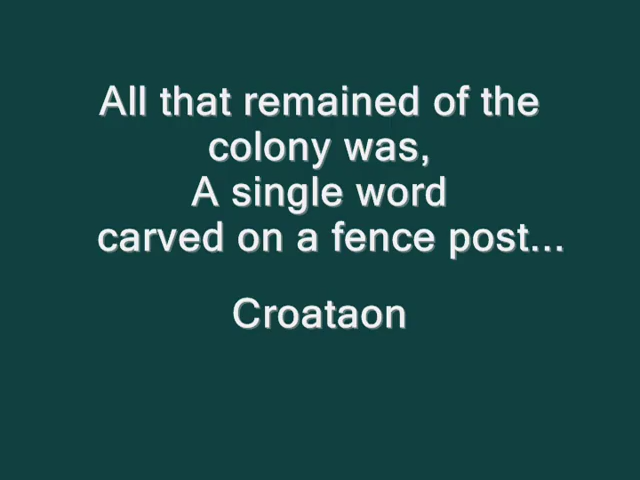 All that remained of the
colony was,
A single word
carved on a fence post...
Croataon